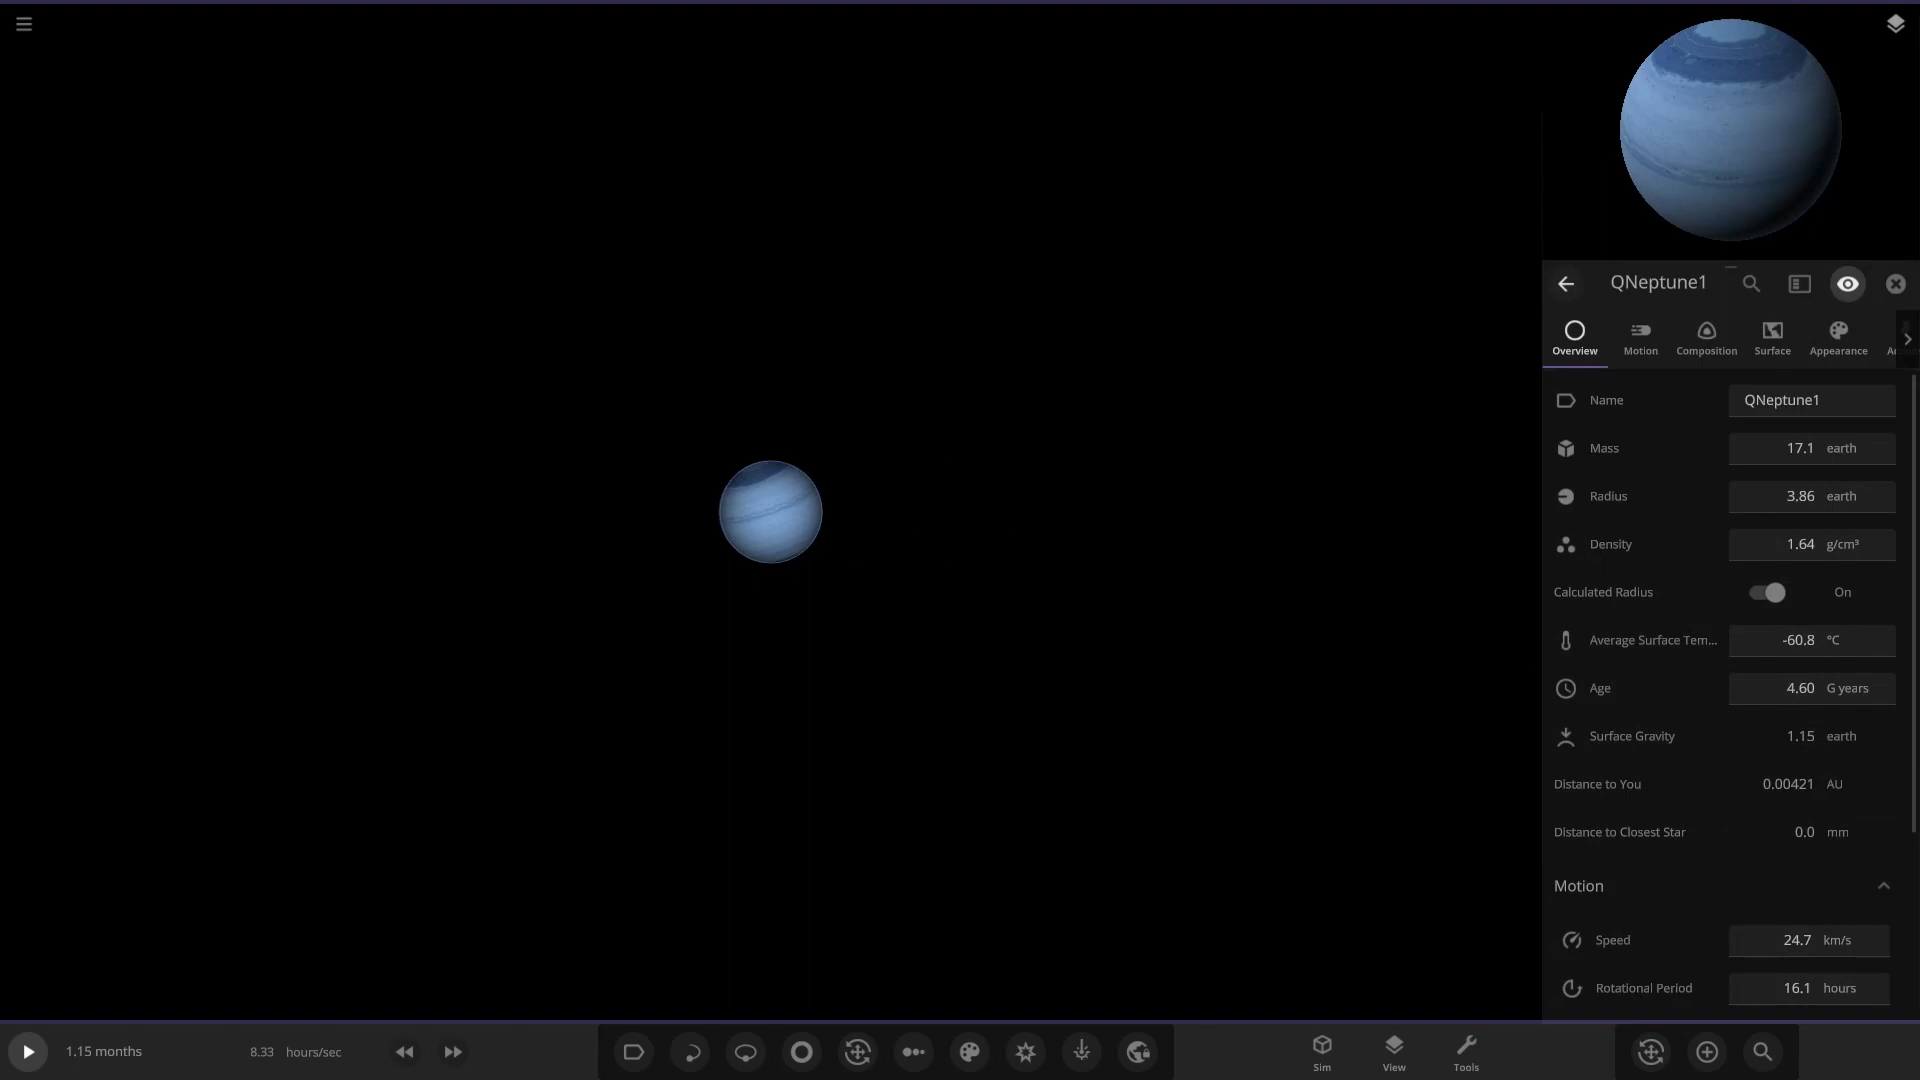 QNeptune1
Overview Motion Composition Surface Appearance
Name QNeptune1
Mass 17.1 earth
Radius 3.86 earth
Density 1.64 g/cm³
Calculated Radius On
Average Surface Tem... -60.8 °C
Age 4.60 G years
Surface Gravity 1.15 earth
Distance to You 0.00421 AU
Distance to Closest Star 0.0 mm
Motion
Speed 24.7 km/s
Rotational Period 16.1 hours
1.15 months 8.33 hours/sec Sim View Tools